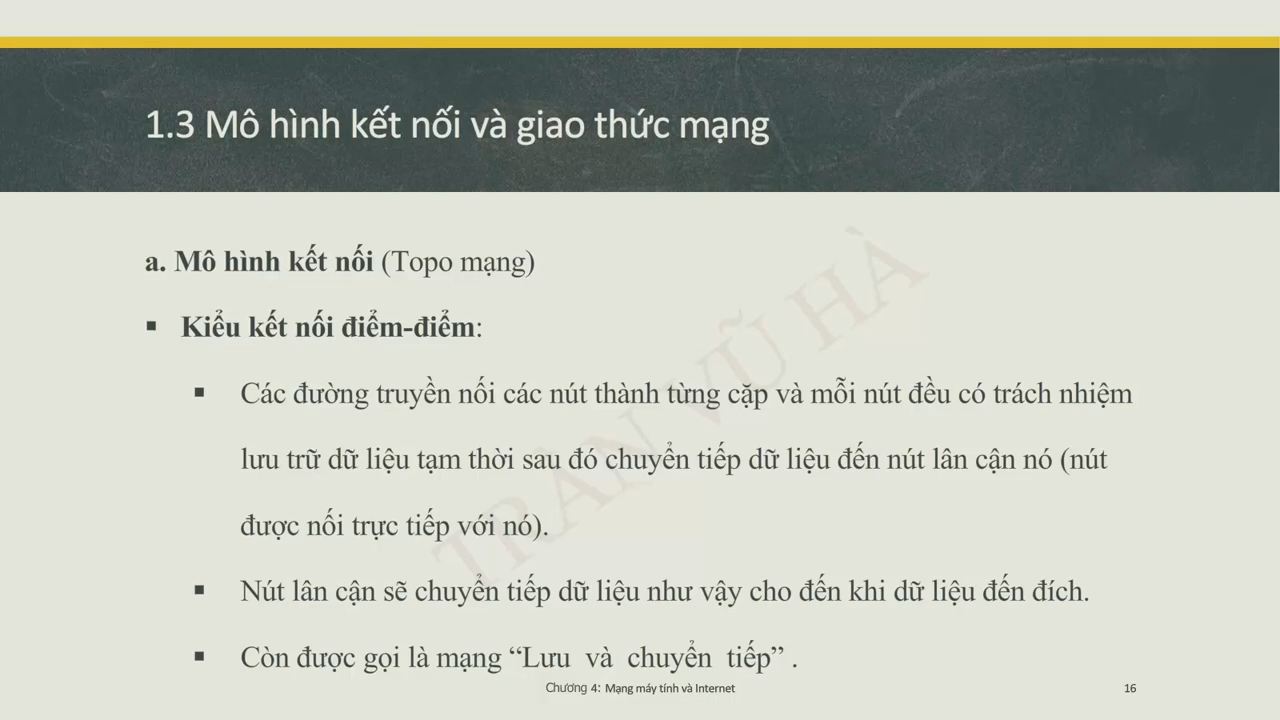 1.3 Mô hình kết nối và giao thức mạng
a. Mô hình kết nối (Topo mạng)
▪ Kiểu kết nối điểm-điểm:
▪ Các đường truyền nối các nút thành từng cặp và mỗi nút đều có trách nhiệm
lưu trữ dữ liệu tạm thời sau đó chuyển tiếp dữ liệu đến nút lân cận nó (nút
được nối trực tiếp với nó).
▪ Nút lân cận sẽ chuyển tiếp dữ liệu như vậy cho đến khi dữ liệu đến đích.
▪ Còn được gọi là mạng “Lưu và chuyển tiếp” .
TRẦN VŨ HÀ
Chương 4: Mạng máy tính và Internet
16